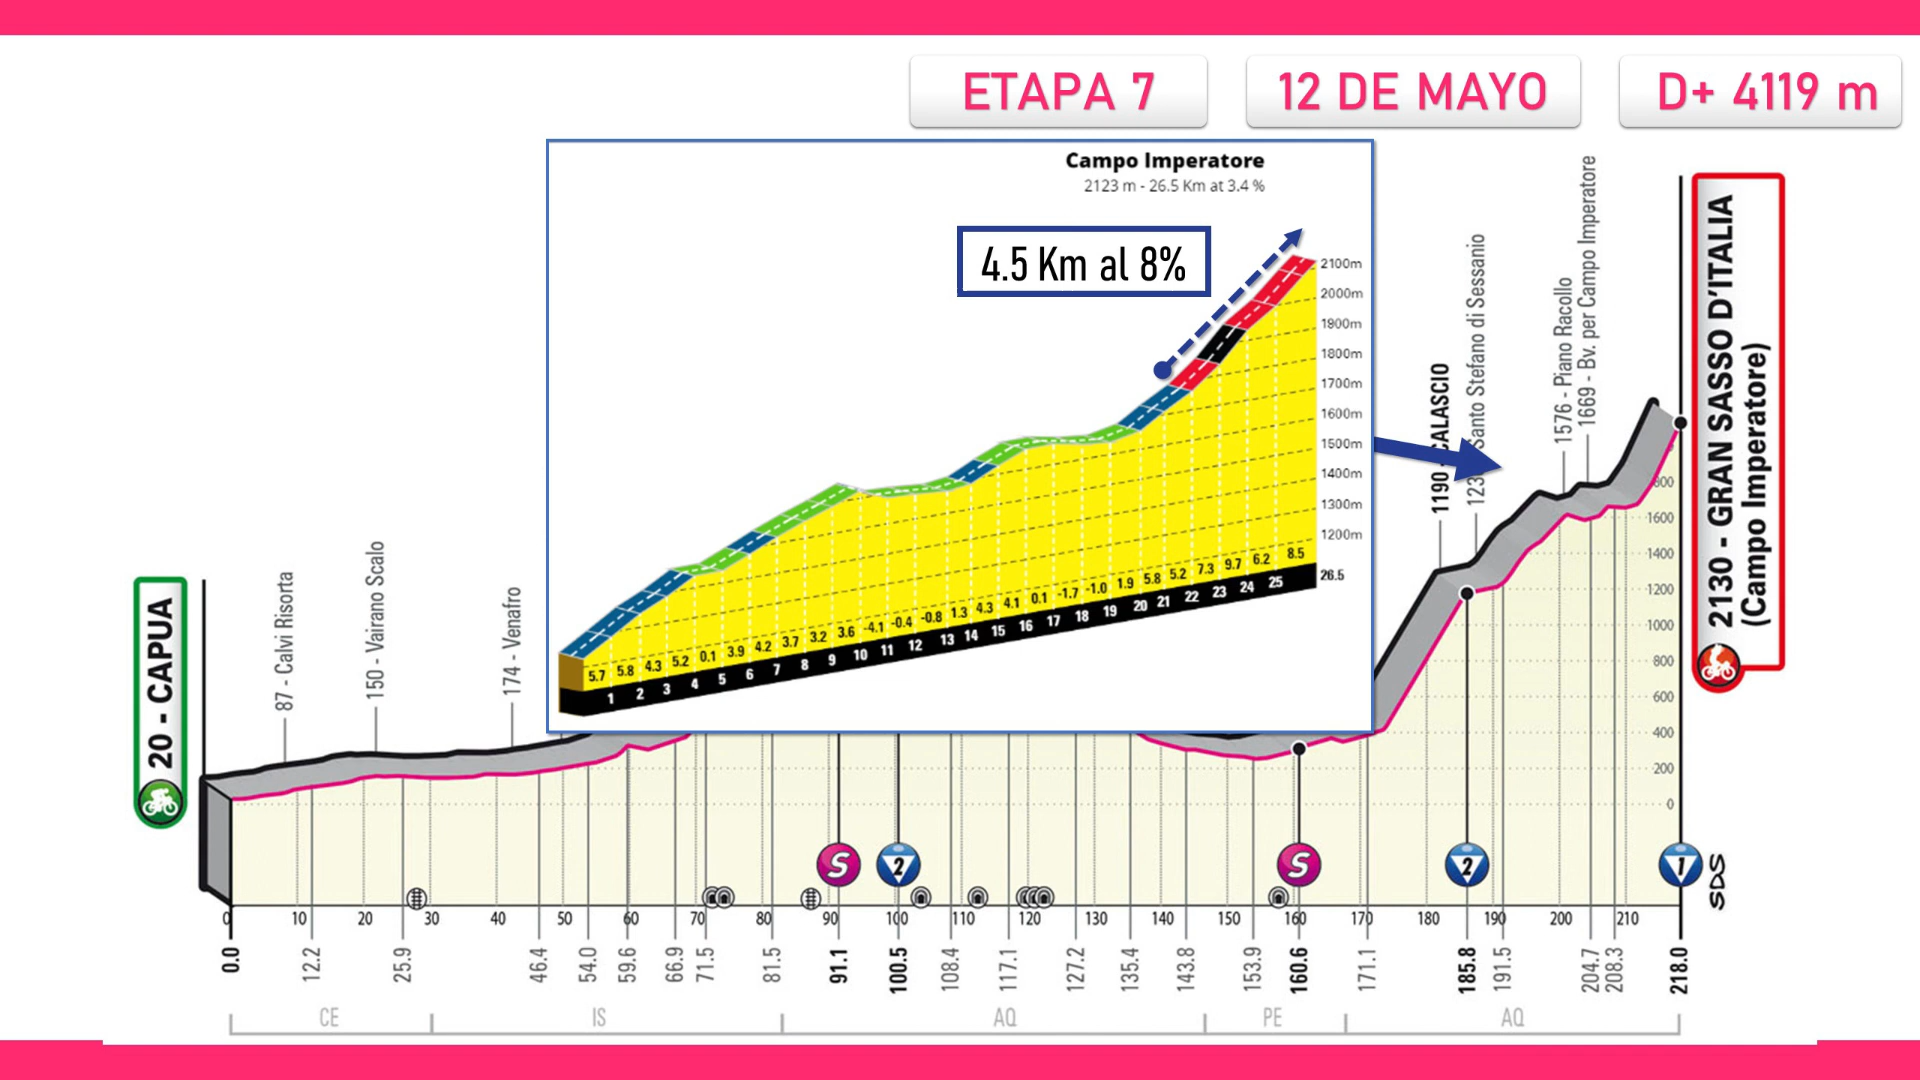 ETAPA 7
12 DE MAYO
D+ 4119 m
Campo Imperatore
2123 m - 26.5 Km at 3.4 %
4.5 Km al 8%
2100m
2000m
1900m
1800m
1700m
1600m
1500m
1400m
1300m
1200m
5.7 5.8 4.3 5.2 0.1 3.9 4.2 3.7 3.2 3.6 -4.1 -0.4 -0.8 1.3 4.3 4.1 0.1 -1.7 -1.0 1.9 5.8 5.2 7.3 9.7 6.2 8.5
1 2 3 4 5 6 7 8 9 10 11 12 13 14 15 16 17 18 19 20 21 22 23 24 25 26.5
20 - CAPUA
87 - Calvi Risorta
150 - Vairano Scalo
174 - Venafro
1190 CALASCIO
123 Santo Stefano di Sessanio
1576 - Piano Racollo
1669 - Bv. per Campo Imperatore
2130 - GRAN SASSO D'ITALIA
(Campo Imperatore)
800
1600
1400
1200
1000
800
600
400
200
0
S 2 S 2 1
SDS
0 10 20 30 40 50 60 70 80 90 100 110 120 130 140 150 160 170 180 190 200 210
0.0 12.2 25.9 46.4 54.0 59.6 66.9 71.5 81.5 91.1 100.5 108.4 117.1 127.2 135.4 143.8 153.9 160.6 171.1 185.8 191.5 204.7 208.3 218.0
CE IS AQ PE AQ